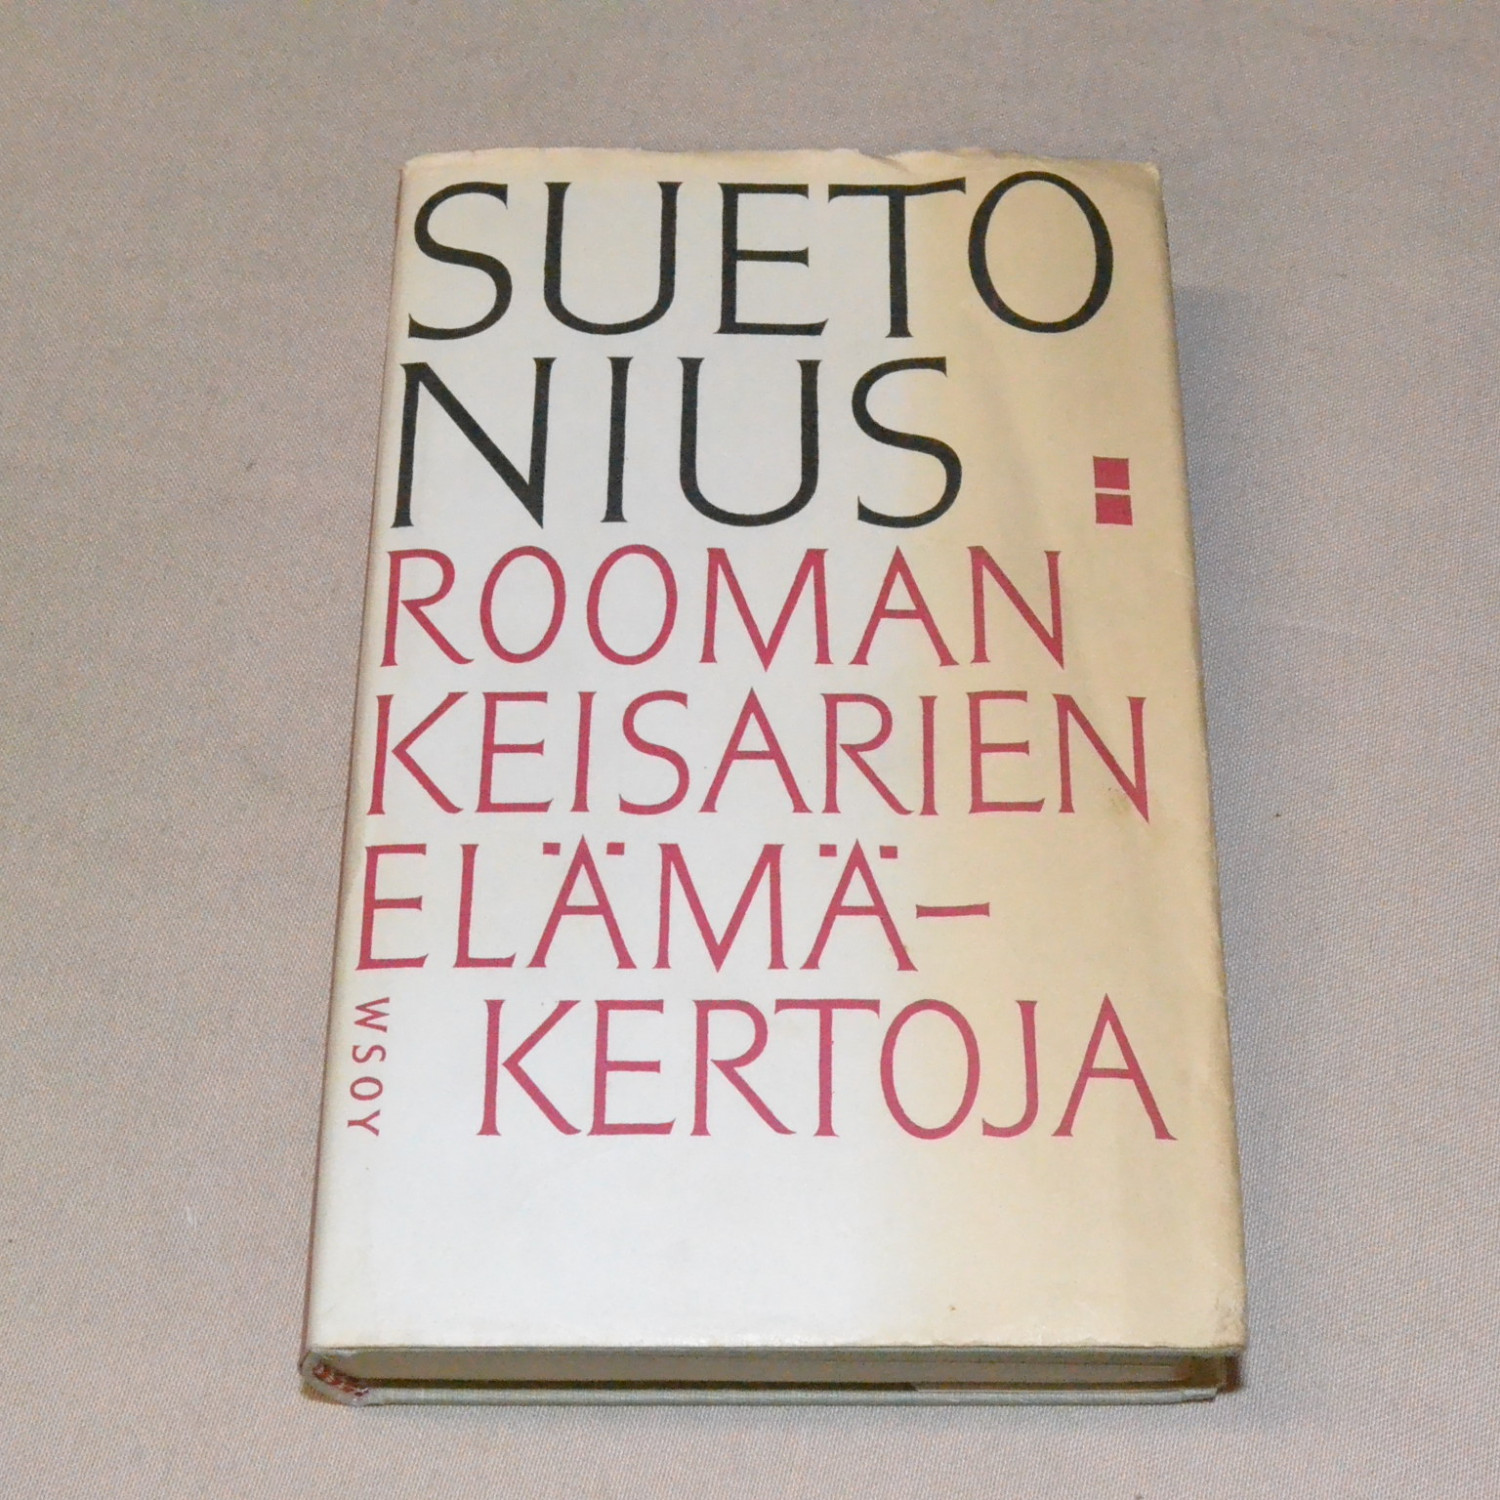 SUETO
NIUS:
ROOMAN
KEISARIEN
ELÄMÄ-
KERTOJA
WSOY